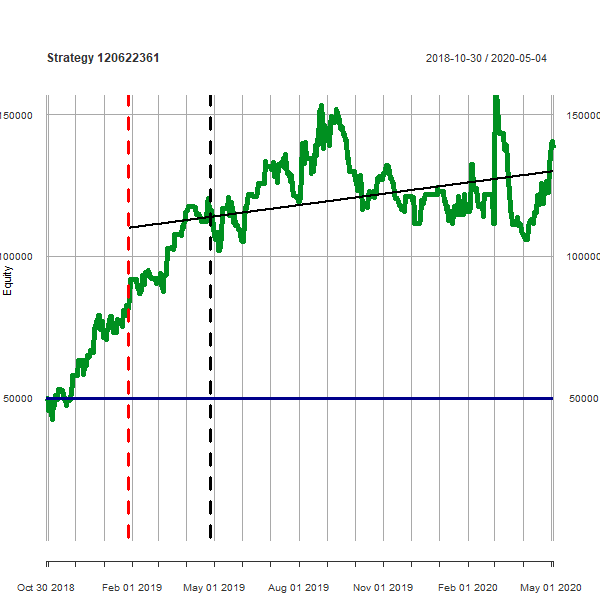 Strategy 120622361
2018-10-30 / 2020-05-04
150000
150000
100000
100000
Equity
50000
50000
Oct 30 2018
Feb 01 2019
May 01 2019
Aug 01 2019
Nov 01 2019
Feb 01 2020
May 01 2020